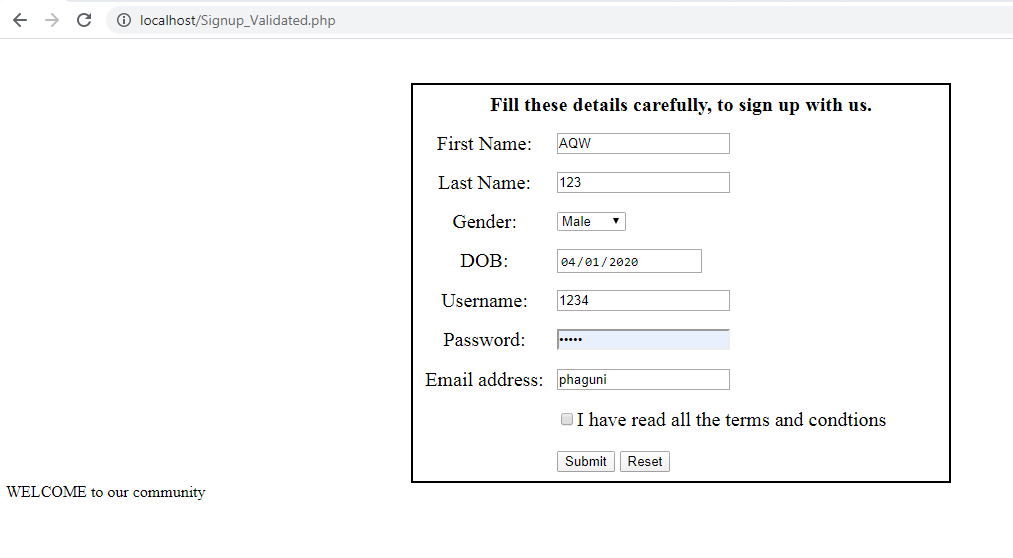 localhost/Signup_Validated.php
Fill these details carefully, to sign up with us.
First Name: AQW
Last Name: 123
Gender: Male
DOB: 04/01/2020
Username: 1234
Password: •••••
Email address: phaguni
I have read all the terms and condtions
Submit Reset
WELCOME to our community